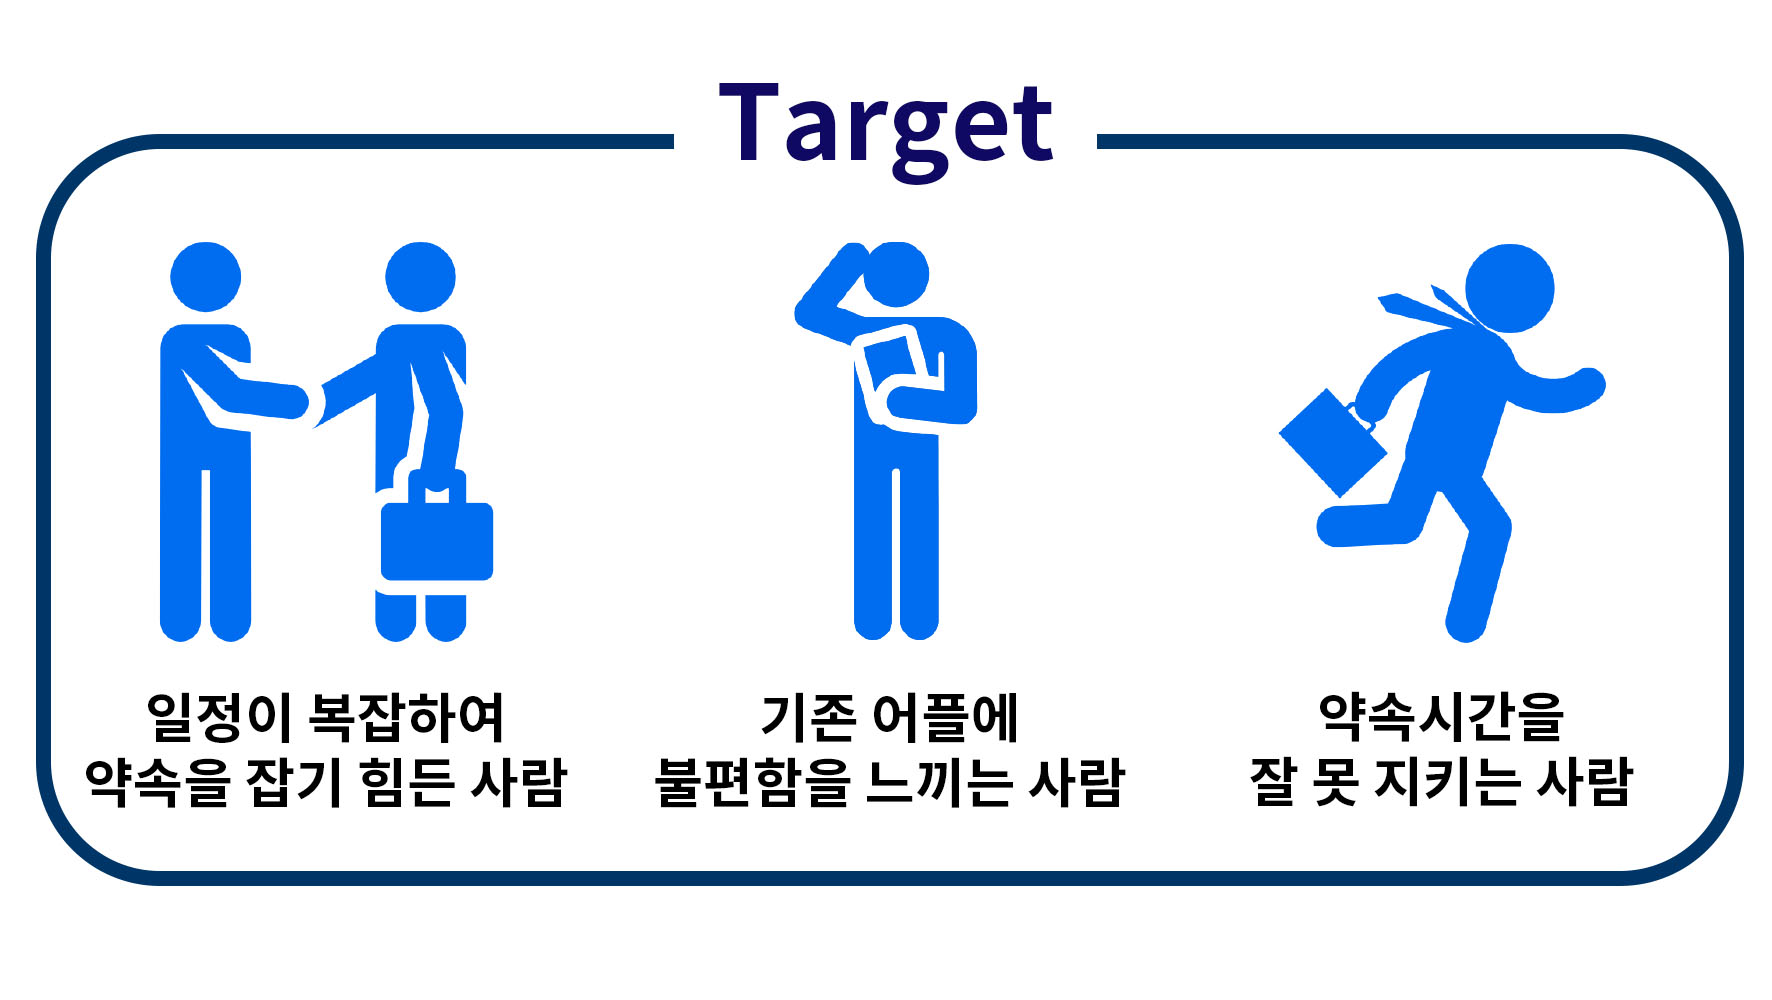 Target
일정이 복잡하여
약속을 잡기 힘든 사람
기존 어플에
불편함을 느끼는 사람
약속시간을
잘 못 지키는 사람